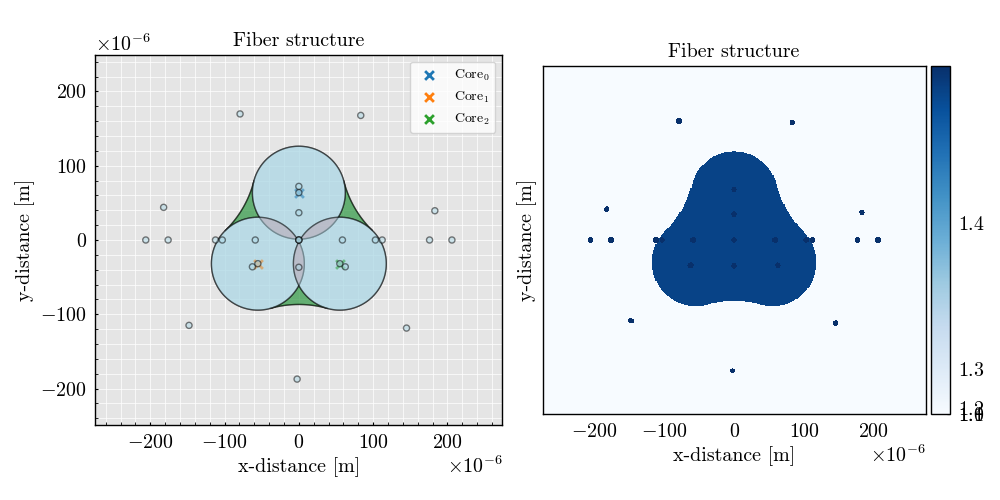 Fiber structure
×10⁻⁶
Core₀
Core₁
Core₂
200
100
0
−100
−200
y-distance [m]
−200 −100 0 100 200
x-distance [m]
×10⁻⁶
Fiber structure
y-distance [m]
−200 −100 0 100 200
x-distance [m]
×10⁻⁶
1.4
1.3